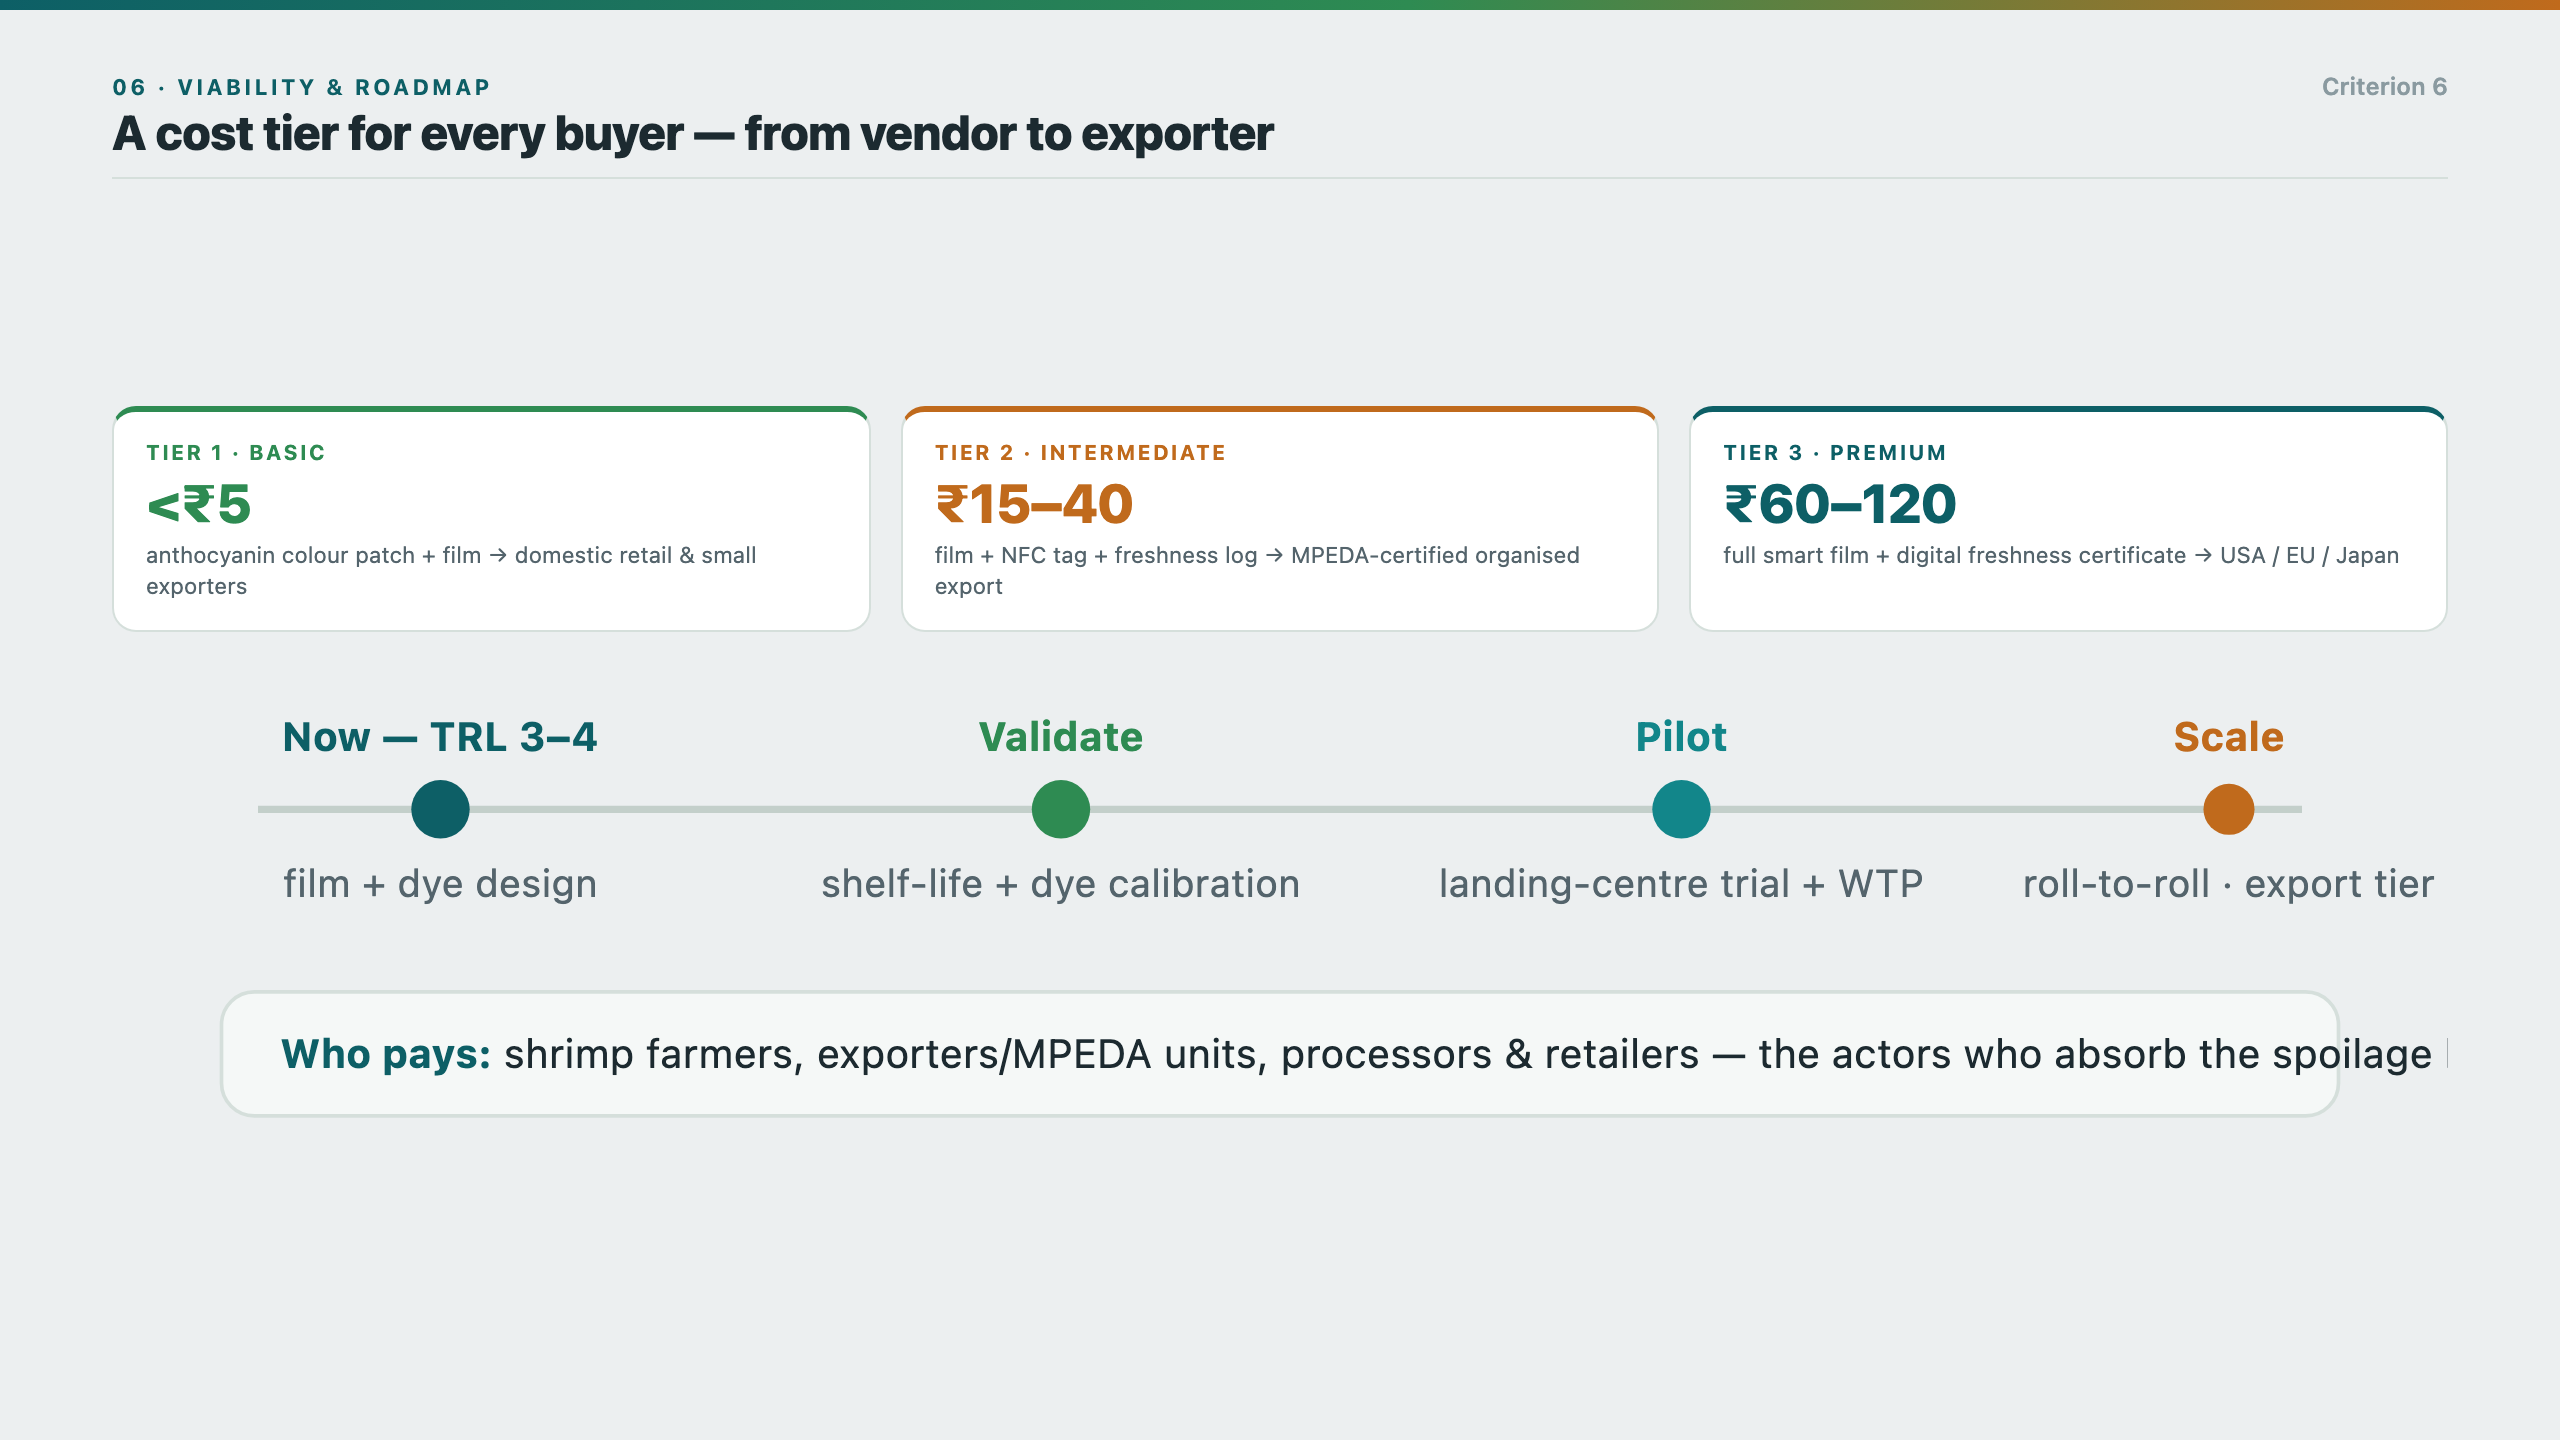 06 · VIABILITY & ROADMAP
Criterion 6
A cost tier for every buyer — from vendor to exporter
TIER 1 · BASIC
<₹5
anthocyanin colour patch + film → domestic retail & small
exporters
TIER 2 · INTERMEDIATE
₹15–40
film + NFC tag + freshness log → MPEDA-certified organised
export
TIER 3 · PREMIUM
₹60–120
full smart film + digital freshness certificate → USA / EU / Japan
Now — TRL 3–4
Validate
Pilot
Scale
film + dye design
shelf-life + dye calibration
landing-centre trial + WTP
roll-to-roll · export tier
Who pays: shrimp farmers, exporters/MPEDA units, processors & retailers — the actors who absorb the spoilage